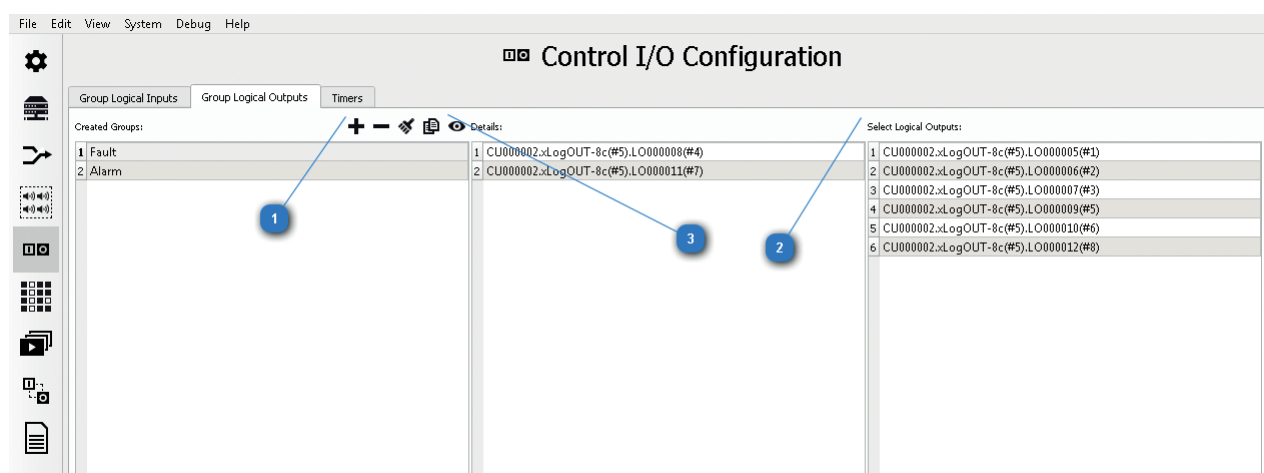 File Edit View System Debug Help
Control I/O Configuration
Group Logical Inputs Group Logical Outputs Timers
Created Groups: Details: Select Logical Outputs:
1 Fault 1 CU000002.xLogOUT-8c(#5).LO000008(#4) 1 CU000002.xLogOUT-8c(#5).LO000005(#1)
2 Alarm 2 CU000002.xLogOUT-8c(#5).LO000011(#7) 2 CU000002.xLogOUT-8c(#5).LO000006(#2)
3 CU000002.xLogOUT-8c(#5).LO000007(#3)
4 CU000002.xLogOUT-8c(#5).LO000009(#5)
5 CU000002.xLogOUT-8c(#5).LO000010(#6)
6 CU000002.xLogOUT-8c(#5).LO000012(#8)
1
3
2